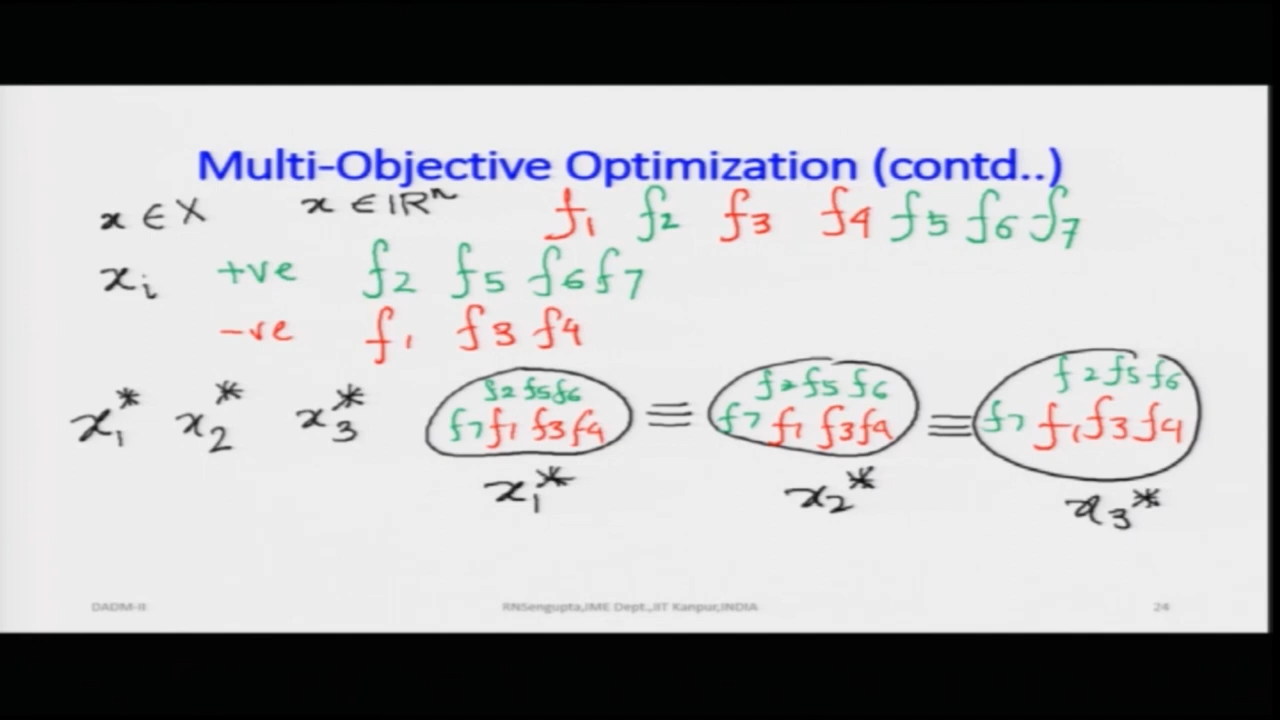 Multi-Objective Optimization (contd..)
x ∈ X x ∈ ℝⁿ f₁ f₂ f₃ f₄ f₅ f₆ f₇
xᵢ +ve f₂ f₅ f₆ f₇
-ve f₁ f₃ f₄
x₁* x₂* x₃* f₂ f₅ f₆ f₇ f₁ f₃ f₄ ≡ f₂ f₅ f₆ f₇ f₁ f₃ f₄ ≡ f₂ f₅ f₆ f₇ f₁ f₃ f₄
x₁* x₂* x₃*
DADM-II RNSengupta,IME Dept.,IIT Kanpur,INDIA 24